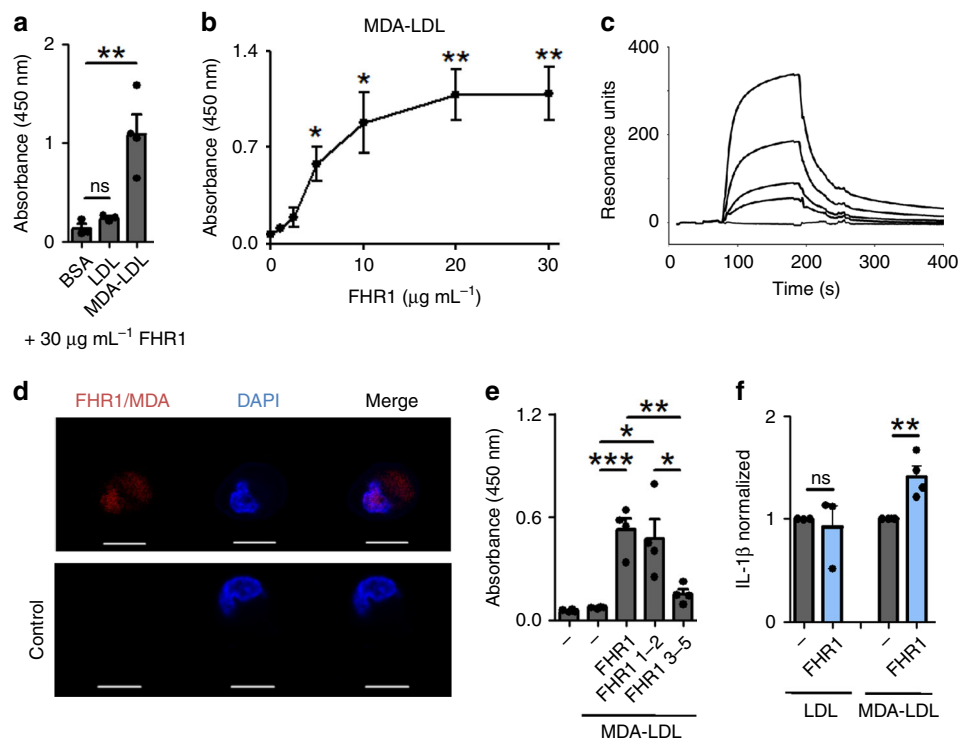 a
Absorbance (450 nm)
2
1
0
**
ns
BSA
LDL
MDA-LDL
+ 30 µg mL−1 FHR1
b
MDA-LDL
Absorbance (450 nm)
1.4
0.7
0.0
*
*
**
**
0
10
20
30
FHR1 (µg mL−1)
c
Resonance units
400
200
0
100
200
300
400
Time (s)
d
FHR1/MDA
DAPI
Merge
Control
e
Absorbance (450 nm)
1.2
0.6
0.0
**
*
***
*
–
–
FHR1
FHR1 1–2
FHR1 3–5
MDA-LDL
f
IL-1β normalized
2
1
0
ns
**
–
FHR1
–
FHR1
LDL
MDA-LDL